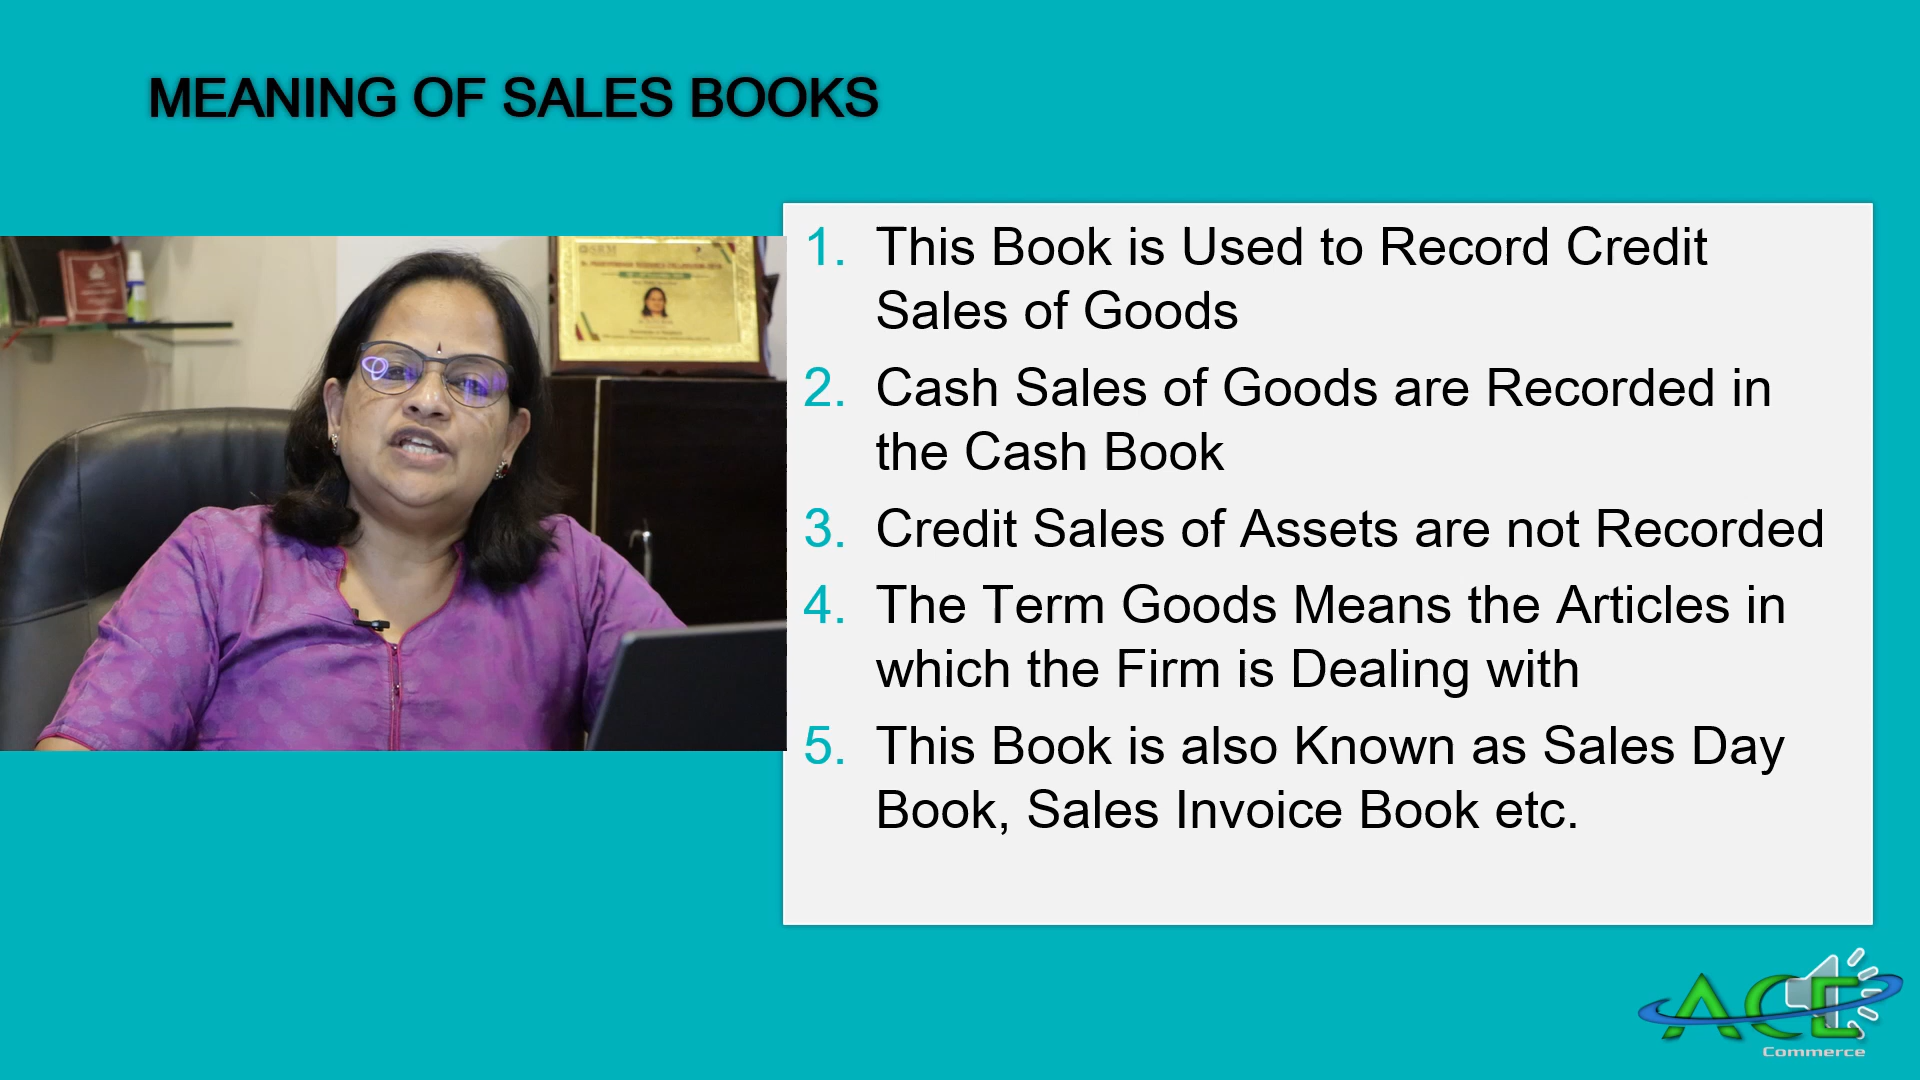 MEANING OF SALES BOOKS
1. This Book is Used to Record Credit
Sales of Goods
2. Cash Sales of Goods are Recorded in
the Cash Book
3. Credit Sales of Assets are not Recorded
4. The Term Goods Means the Articles in
which the Firm is Dealing with
5. This Book is also Known as Sales Day
Book, Sales Invoice Book etc.
SRM
ACE
Commerce